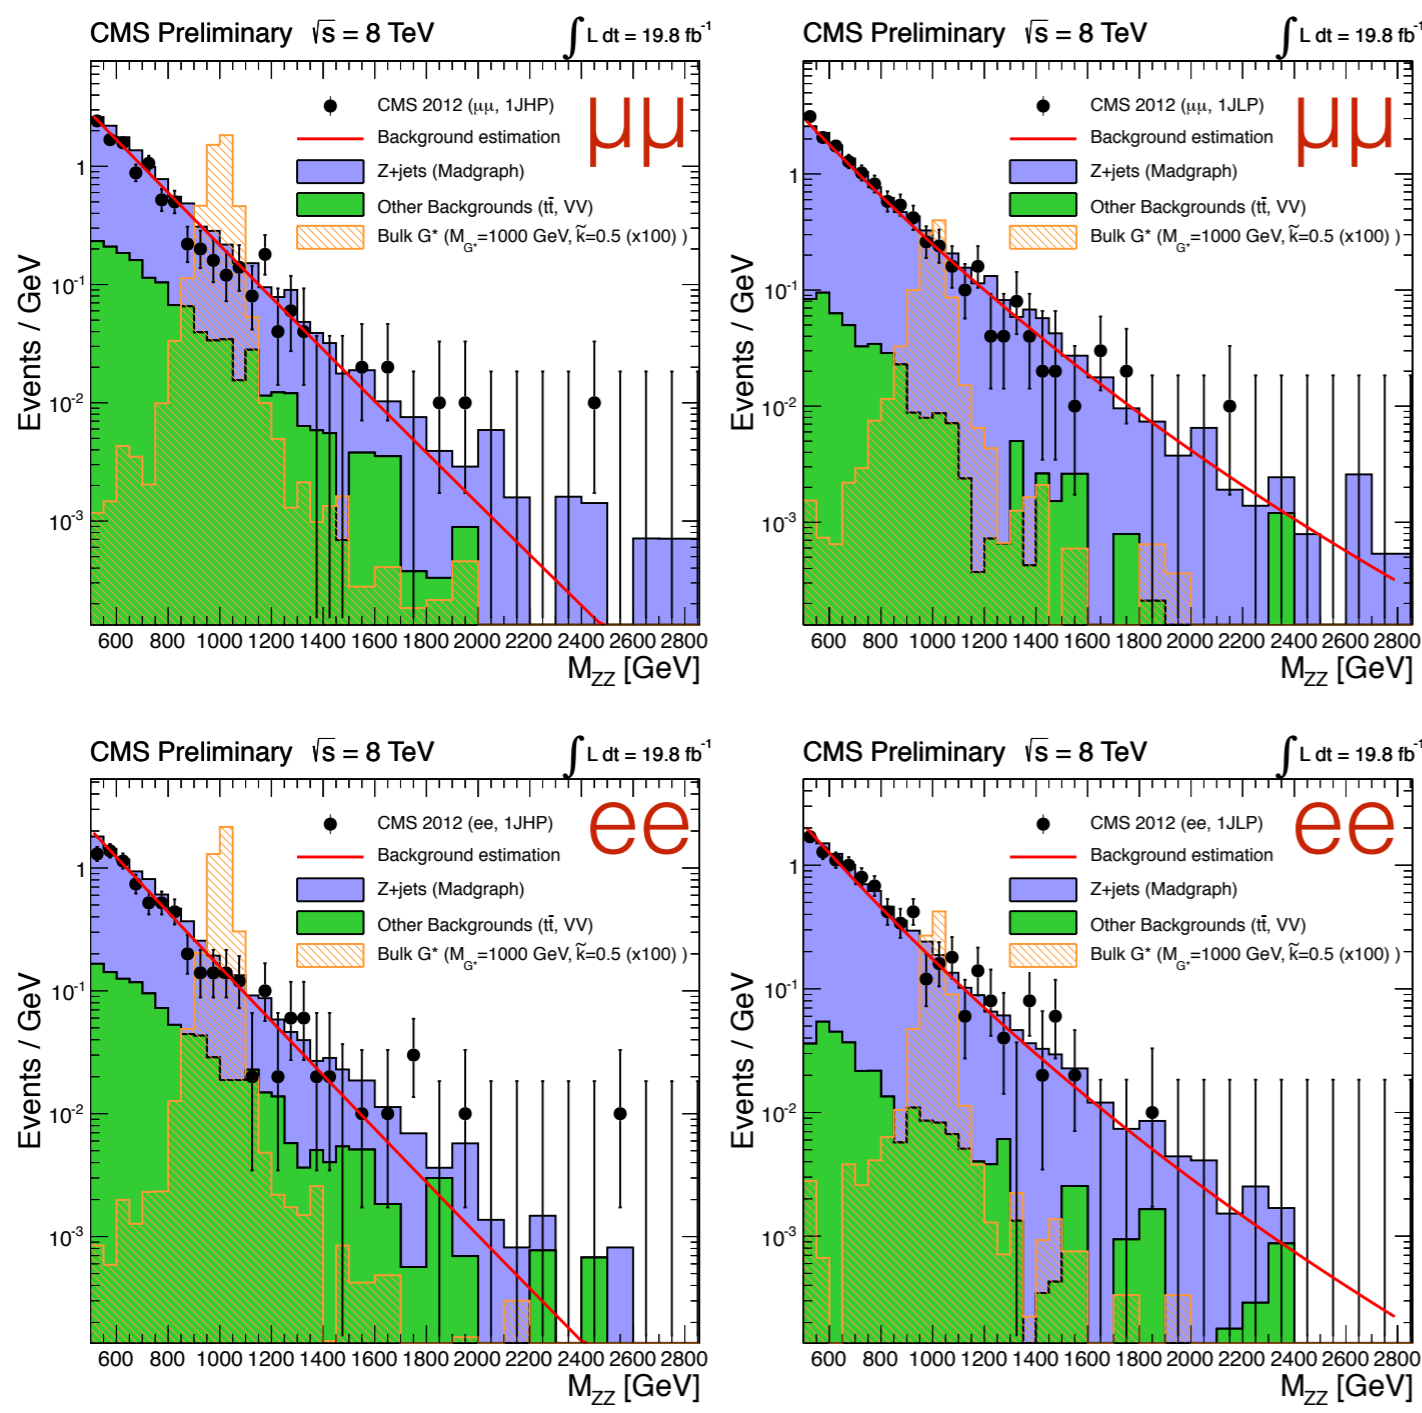 CMS Preliminary √s = 8 TeV ∫ L dt = 19.8 fb⁻¹
μμ
CMS 2012 (μμ, 1JHP)
Background estimation
Z+jets (Madgraph)
Other Backgrounds (tt̄, VV)
Bulk G* (M_G*=1000 GeV, k̃=0.5 (x100) )
Events / GeV
1
10⁻¹
10⁻²
10⁻³
600 800 1000 1200 1400 1600 1800 2000 2200 2400 2600 2800
M_ZZ [GeV]
CMS Preliminary √s = 8 TeV ∫ L dt = 19.8 fb⁻¹
μμ
CMS 2012 (μμ, 1JLP)
Background estimation
Z+jets (Madgraph)
Other Backgrounds (tt̄, VV)
Bulk G* (M_G*=1000 GeV, k̃=0.5 (x100) )
Events / GeV
1
10⁻¹
10⁻²
10⁻³
600 800 1000 1200 1400 1600 1800 2000 2200 2400 2600 2800
M_ZZ [GeV]
CMS Preliminary √s = 8 TeV ∫ L dt = 19.8 fb⁻¹
ee
CMS 2012 (ee, 1JHP)
Background estimation
Z+jets (Madgraph)
Other Backgrounds (tt̄, VV)
Bulk G* (M_G*=1000 GeV, k̃=0.5 (x100) )
Events / GeV
1
10⁻¹
10⁻²
10⁻³
600 800 1000 1200 1400 1600 1800 2000 2200 2400 2600 2800
M_ZZ [GeV]
CMS Preliminary √s = 8 TeV ∫ L dt = 19.8 fb⁻¹
ee
CMS 2012 (ee, 1JLP)
Background estimation
Z+jets (Madgraph)
Other Backgrounds (tt̄, VV)
Bulk G* (M_G*=1000 GeV, k̃=0.5 (x100) )
Events / GeV
1
10⁻¹
10⁻²
10⁻³
600 800 1000 1200 1400 1600 1800 2000 2200 2400 2600 2800
M_ZZ [GeV]